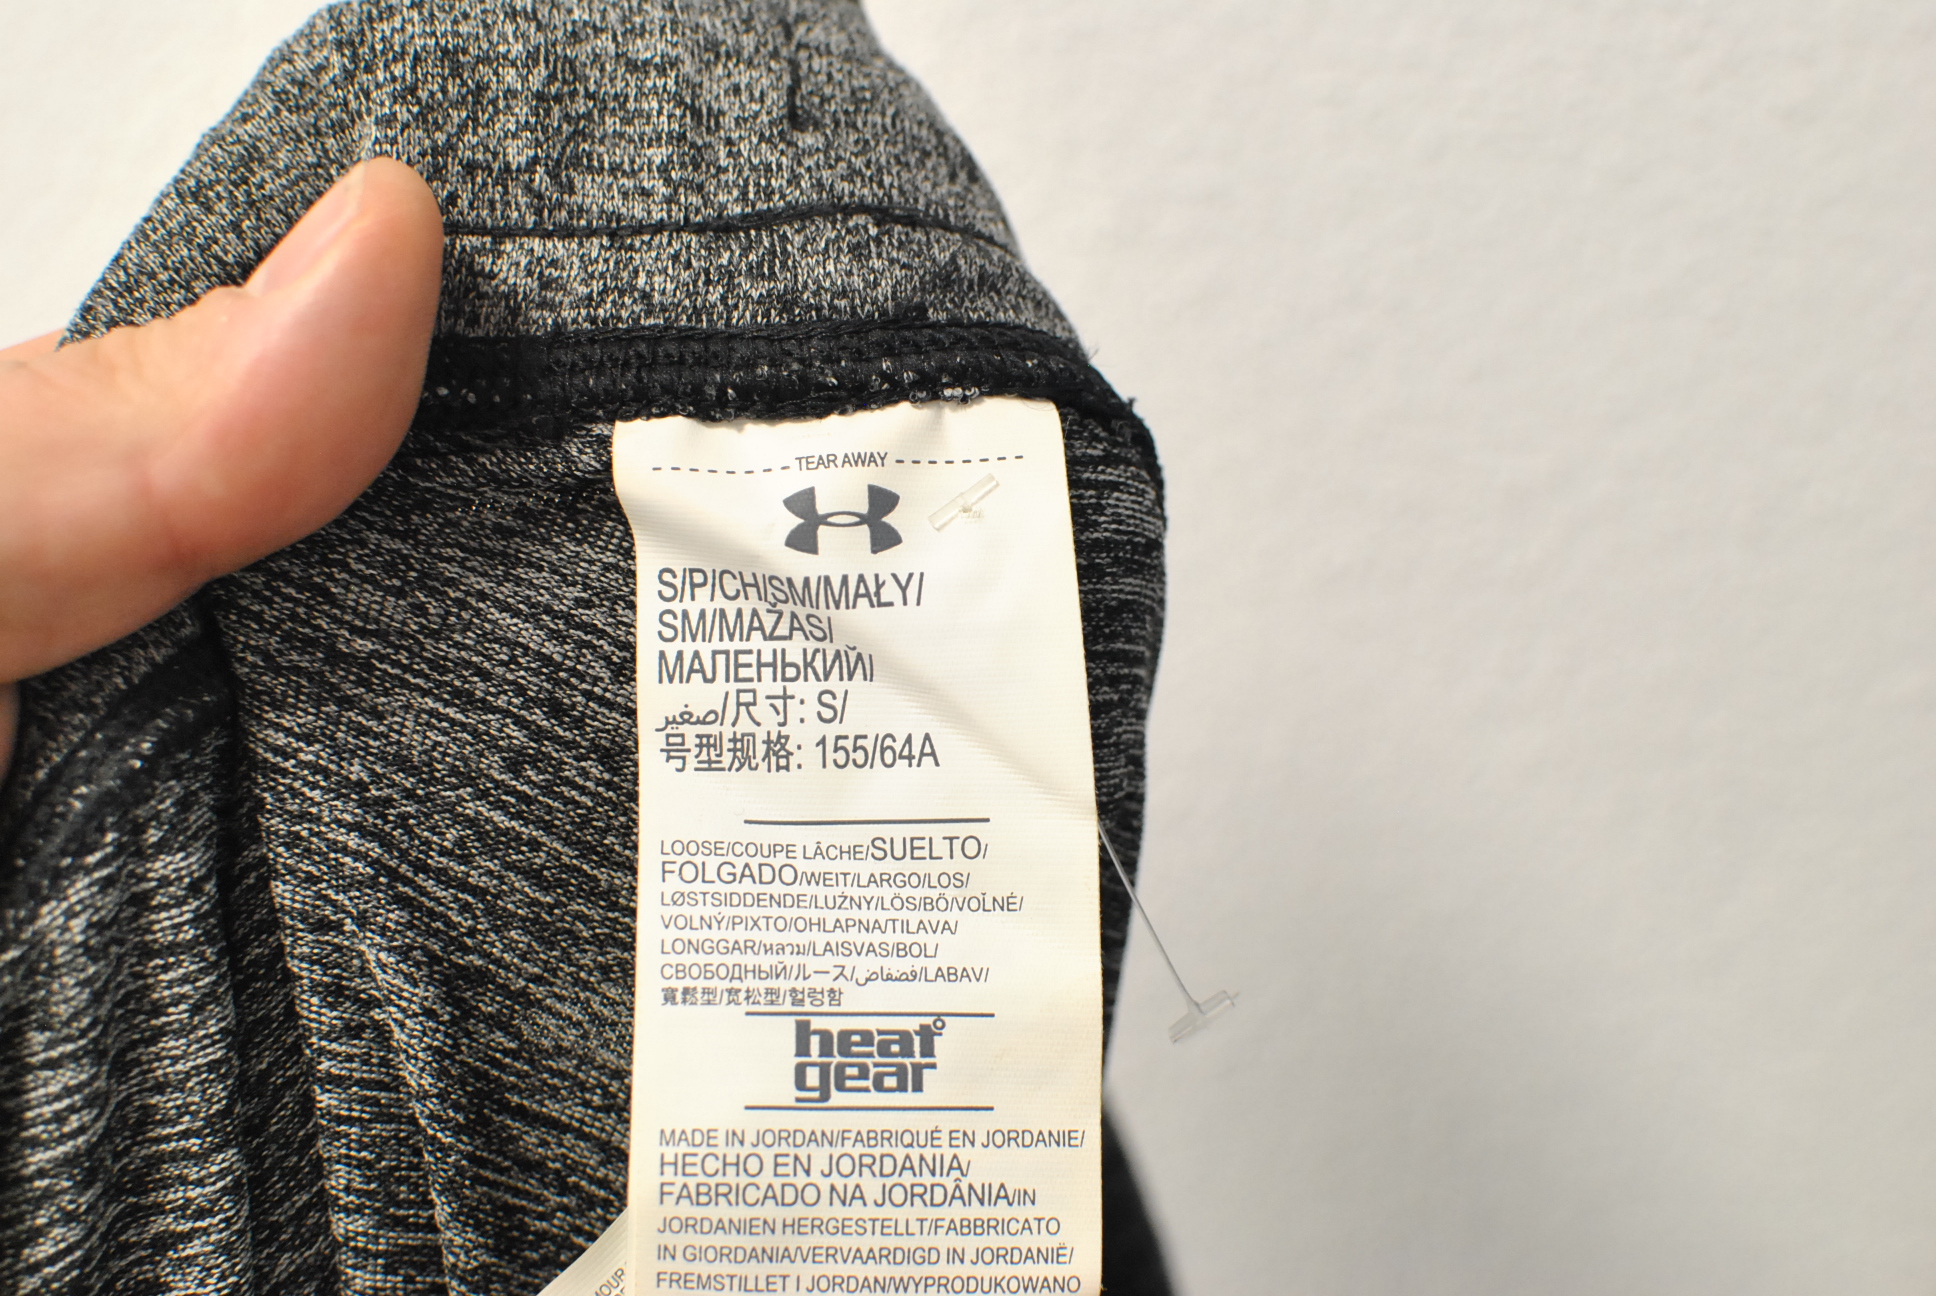 TEAR AWAY
S/P/CH/SM/MAŁY/
SM/MAŽAS/
МАЛЕНЬКИЙ/
صغير/尺寸: S/
号型规格: 155/64A
LOOSE/COUPE LÂCHE/SUELTO/
FOLGADO/WEIT/LARGO/LOS/
LØSTSIDDENDE/LUŹNY/LÖS/BŐ/VOĽNÉ/
VOLNÝ/PIXTO/OHLAPNA/TILAVA/
LONGGAR/หลวม/LAISVAS/BOL/
СВОБОДНЫЙ/ルース/فضفاض/LABAV/
寬鬆型/宽松型/헐렁함
heat
gear
MADE IN JORDAN/FABRIQUÉ EN JORDANIE/
HECHO EN JORDANIA/
FABRICADO NA JORDÂNIA/IN
JORDANIEN HERGESTELLT/FABBRICATO
IN GIORDANIA/VERVAARDIGD IN JORDANIË/
FREMSTILLET I JORDAN/WYPRODUKOWANO